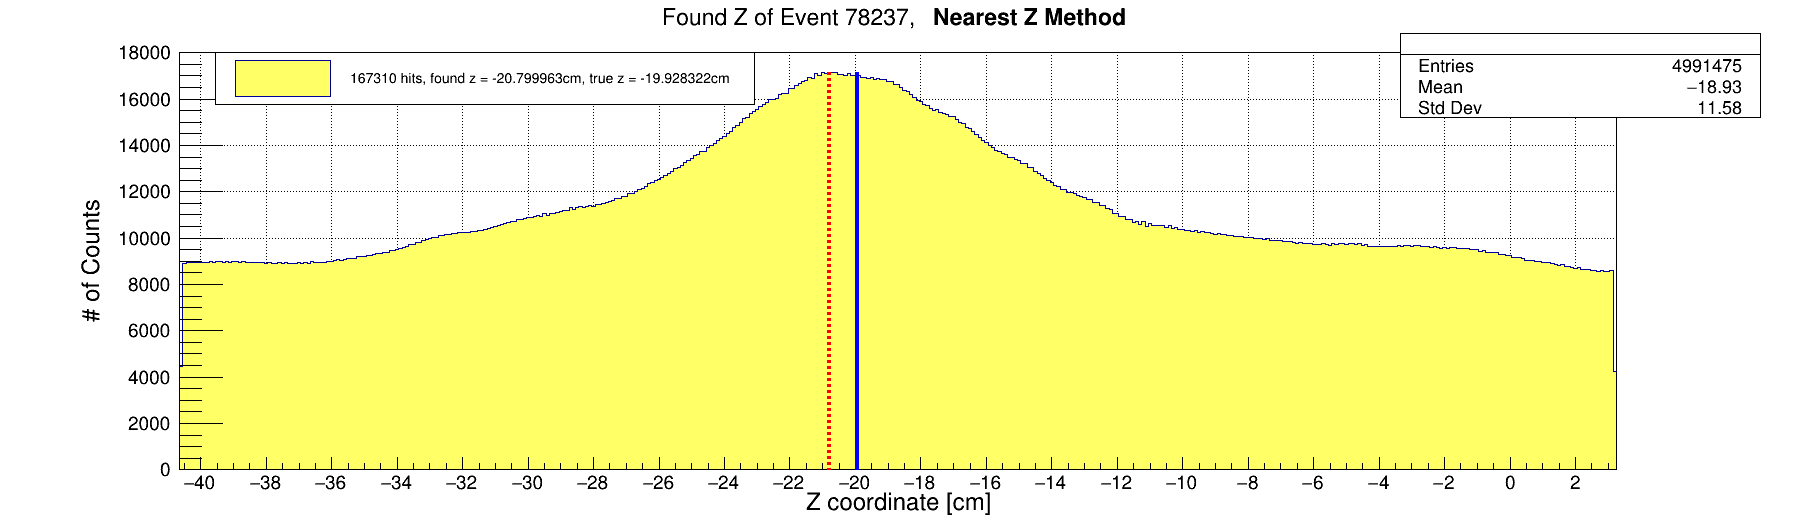 Found Z of Event 78237, Nearest Z Method
167310 hits, found z = -20.799963cm, true z = -19.928322cm
Entries 4991475
Mean −18.93
Std Dev 11.58
# of Counts
18000
16000
14000
12000
10000
8000
6000
4000
2000
0
−40 −38 −36 −34 −32 −30 −28 −26 −24 −22 −20 −18 −16 −14 −12 −10 −8 −6 −4 −2 0 2
Z coordinate [cm]